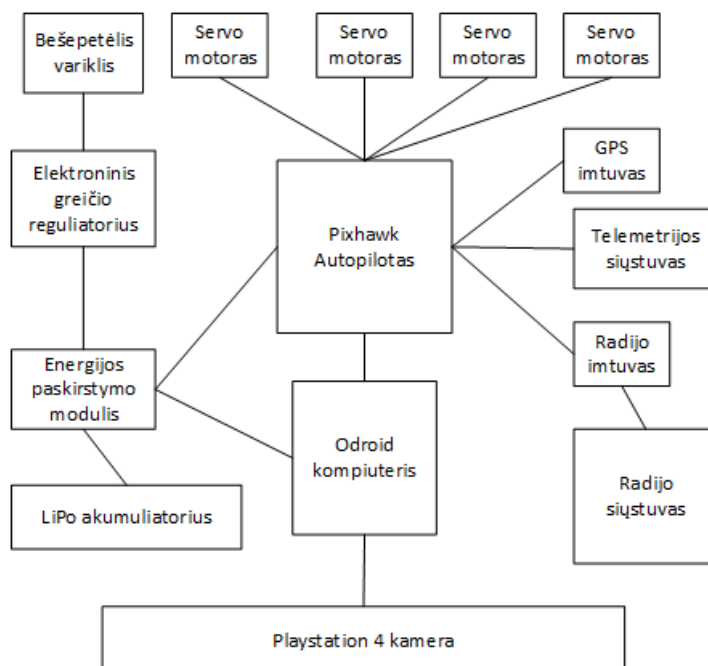 Bešepetėlis
variklis
Servo
motoras
Servo
motoras
Servo
motoras
Servo
motoras
Elektroninis
greičio
reguliatorius
Pixhawk
Autopilotas
GPS
imtuvas
Telemetrijos
siųstuvas
Energijos
paskirstymo
modulis
Radijo
imtuvas
Odroid
kompiuteris
LiPo akumuliatorius
Radijo
siųstuvas
Playstation 4 kamera